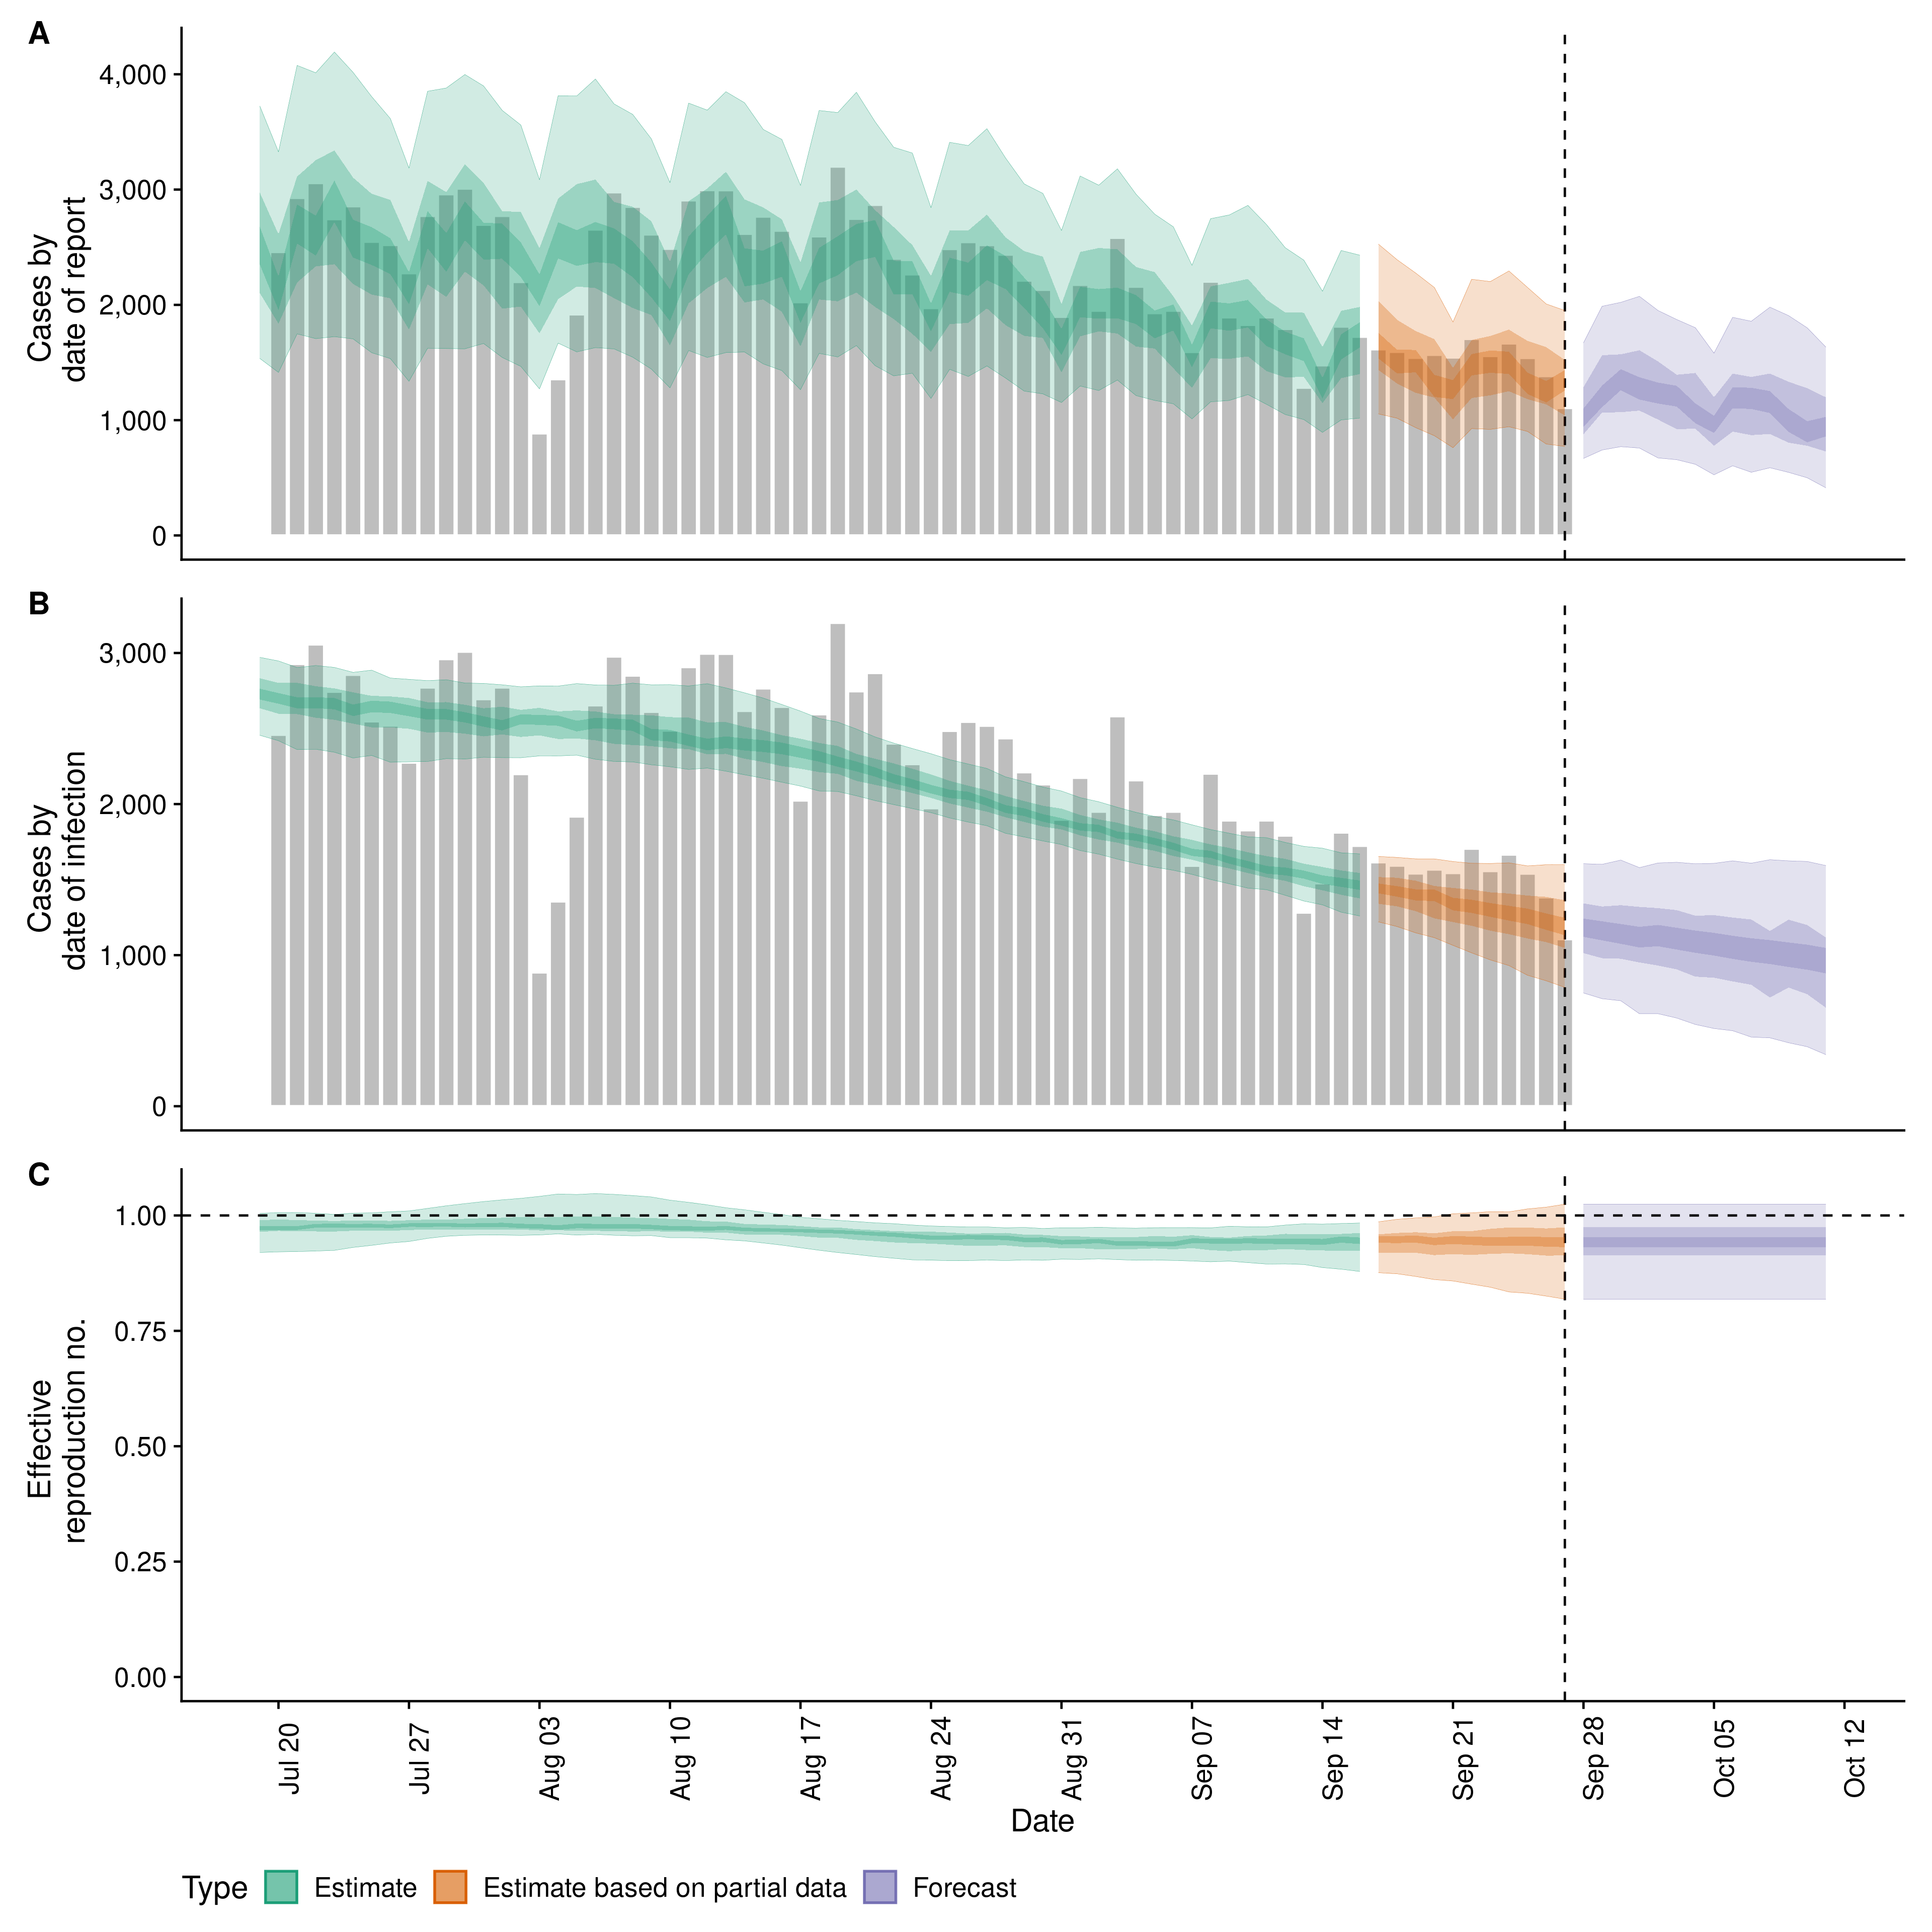 A
4,000
3,000
2,000
1,000
0
Cases by
date of report
B
3,000
2,000
1,000
0
Cases by
date of infection
C
1.00
0.75
0.50
0.25
0.00
Effective
reproduction no.
Jul 20
Jul 27
Aug 03
Aug 10
Aug 17
Aug 24
Aug 31
Sep 07
Sep 14
Sep 21
Sep 28
Oct 05
Oct 12
Date
Type Estimate Estimate based on partial data Forecast